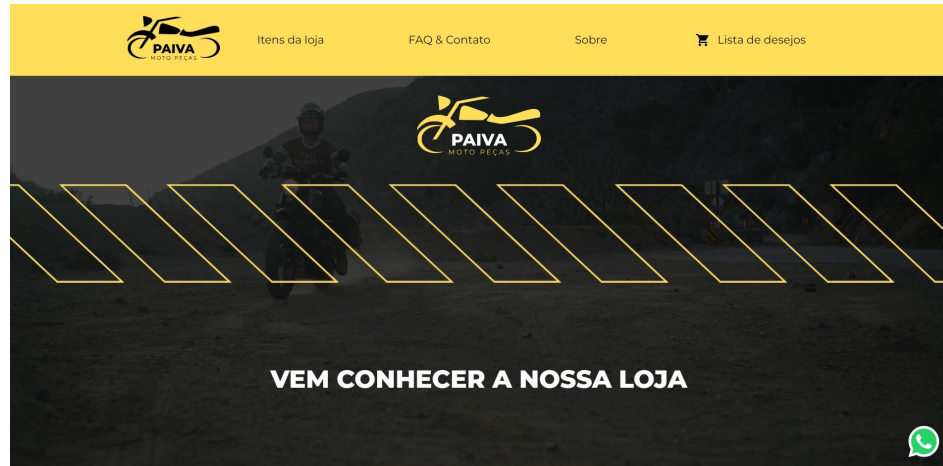 PAIVA
MOTO PEÇAS
Itens da loja
FAQ & Contato
Sobre
Lista de desejos
PAIVA
MOTO PEÇAS
VEM CONHECER A NOSSA LOJA